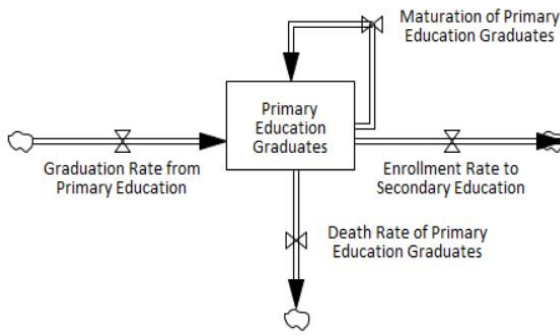 Maturation of Primary
Education Graduates
Primary
Education
Graduates
Graduation Rate from
Primary Education
Enrollment Rate to
Secondary Education
Death Rate of Primary
Education Graduates